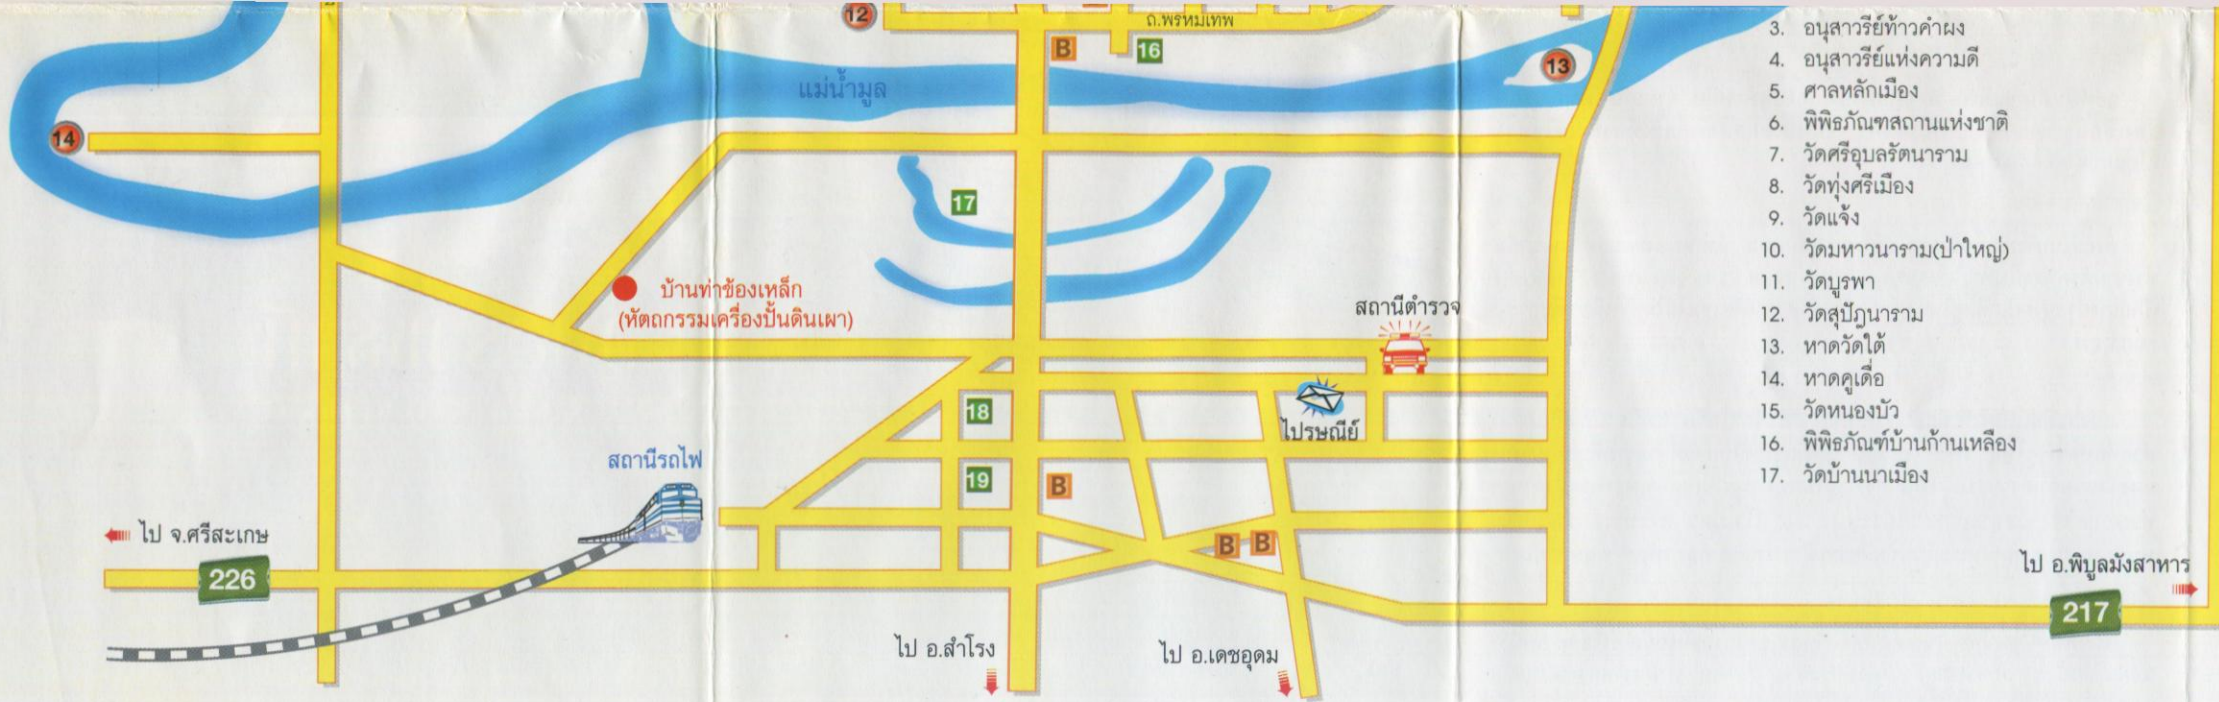 12
ถ.พรหมเทพ
B
16
13
แม่น้ำมูล
14
17
บ้านท่าข้องเหล็ก
(หัตถกรรมเครื่องปั้นดินเผา)
สถานีตำรวจ
18
ไปรษณีย์
สถานีรถไฟ
19
B
ไป จ.ศรีสะเกษ
226
B B
ไป อ.พิบูลมังสาหาร
217
ไป อ.สำโรง
ไป อ.เดชอุดม
3. อนุสาวรีย์ท้าวคำผง
4. อนุสาวรีย์แห่งความดี
5. ศาลหลักเมือง
6. พิพิธภัณฑสถานแห่งชาติ
7. วัดศรีอุบลรัตนาราม
8. วัดทุ่งศรีเมือง
9. วัดแจ้ง
10. วัดมหาวนาราม(ป่าใหญ่)
11. วัดบูรพา
12. วัดสุปัฏนาราม
13. หาดวัดใต้
14. หาดคูเดื่อ
15. วัดหนองบัว
16. พิพิธภัณฑ์บ้านก้านเหลือง
17. วัดบ้านนาเมือง